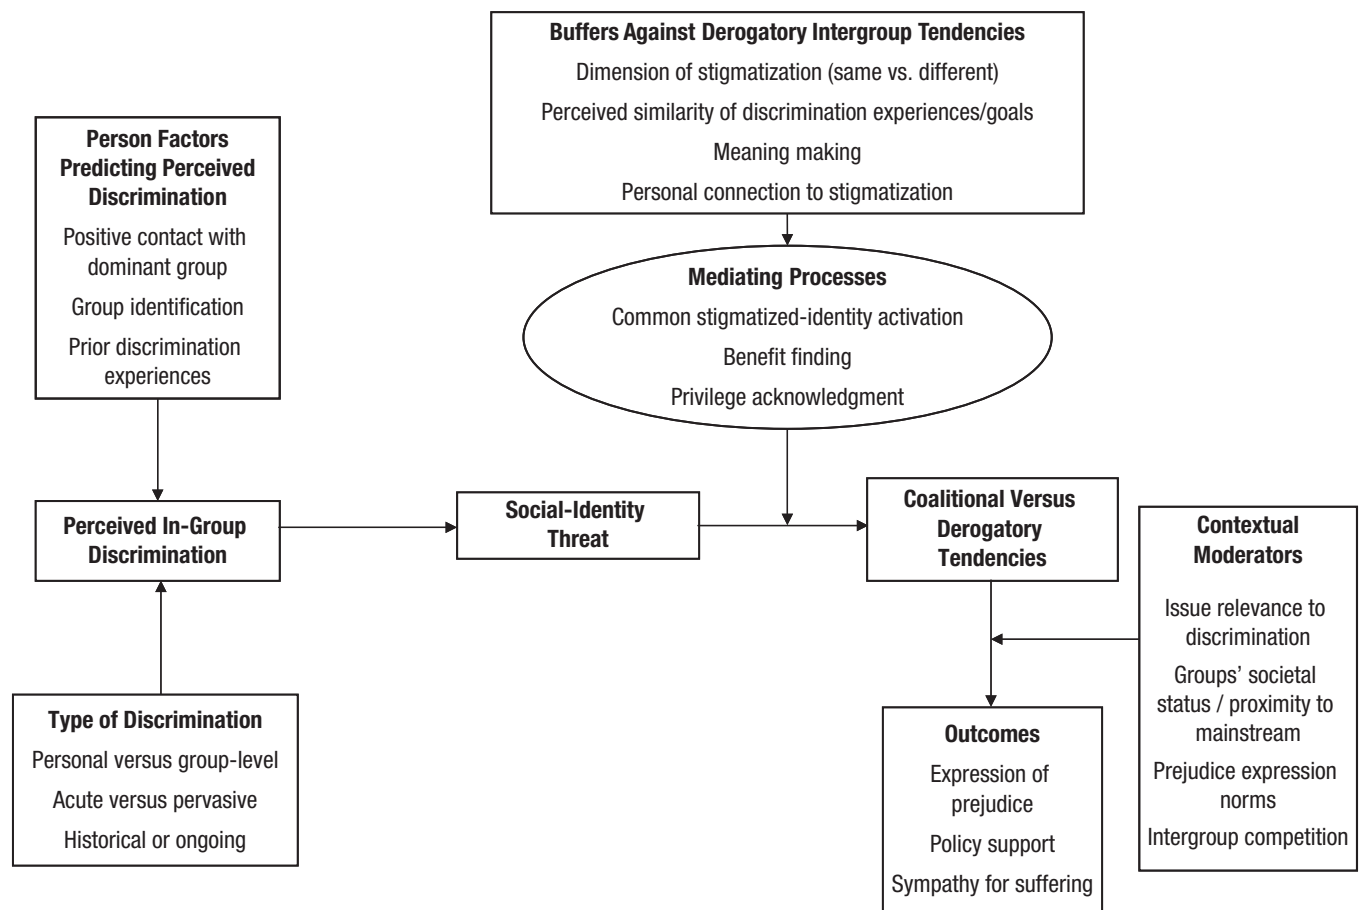 Buffers Against Derogatory Intergroup Tendencies
Dimension of stigmatization (same vs. different)
Perceived similarity of discrimination experiences/goals
Meaning making
Personal connection to stigmatization
Person Factors
Predicting Perceived
Discrimination
Positive contact with
dominant group
Group identification
Prior discrimination
experiences
Mediating Processes
Common stigmatized-identity activation
Benefit finding
Privilege acknowledgment
Perceived In-Group
Discrimination
Social-Identity
Threat
Coalitional Versus
Derogatory
Tendencies
Contextual
Moderators
Issue relevance to
discrimination
Groups’ societal
status / proximity to
mainstream
Prejudice expression
norms
Intergroup competition
Type of Discrimination
Personal versus group-level
Acute versus pervasive
Historical or ongoing
Outcomes
Expression of
prejudice
Policy support
Sympathy for suffering